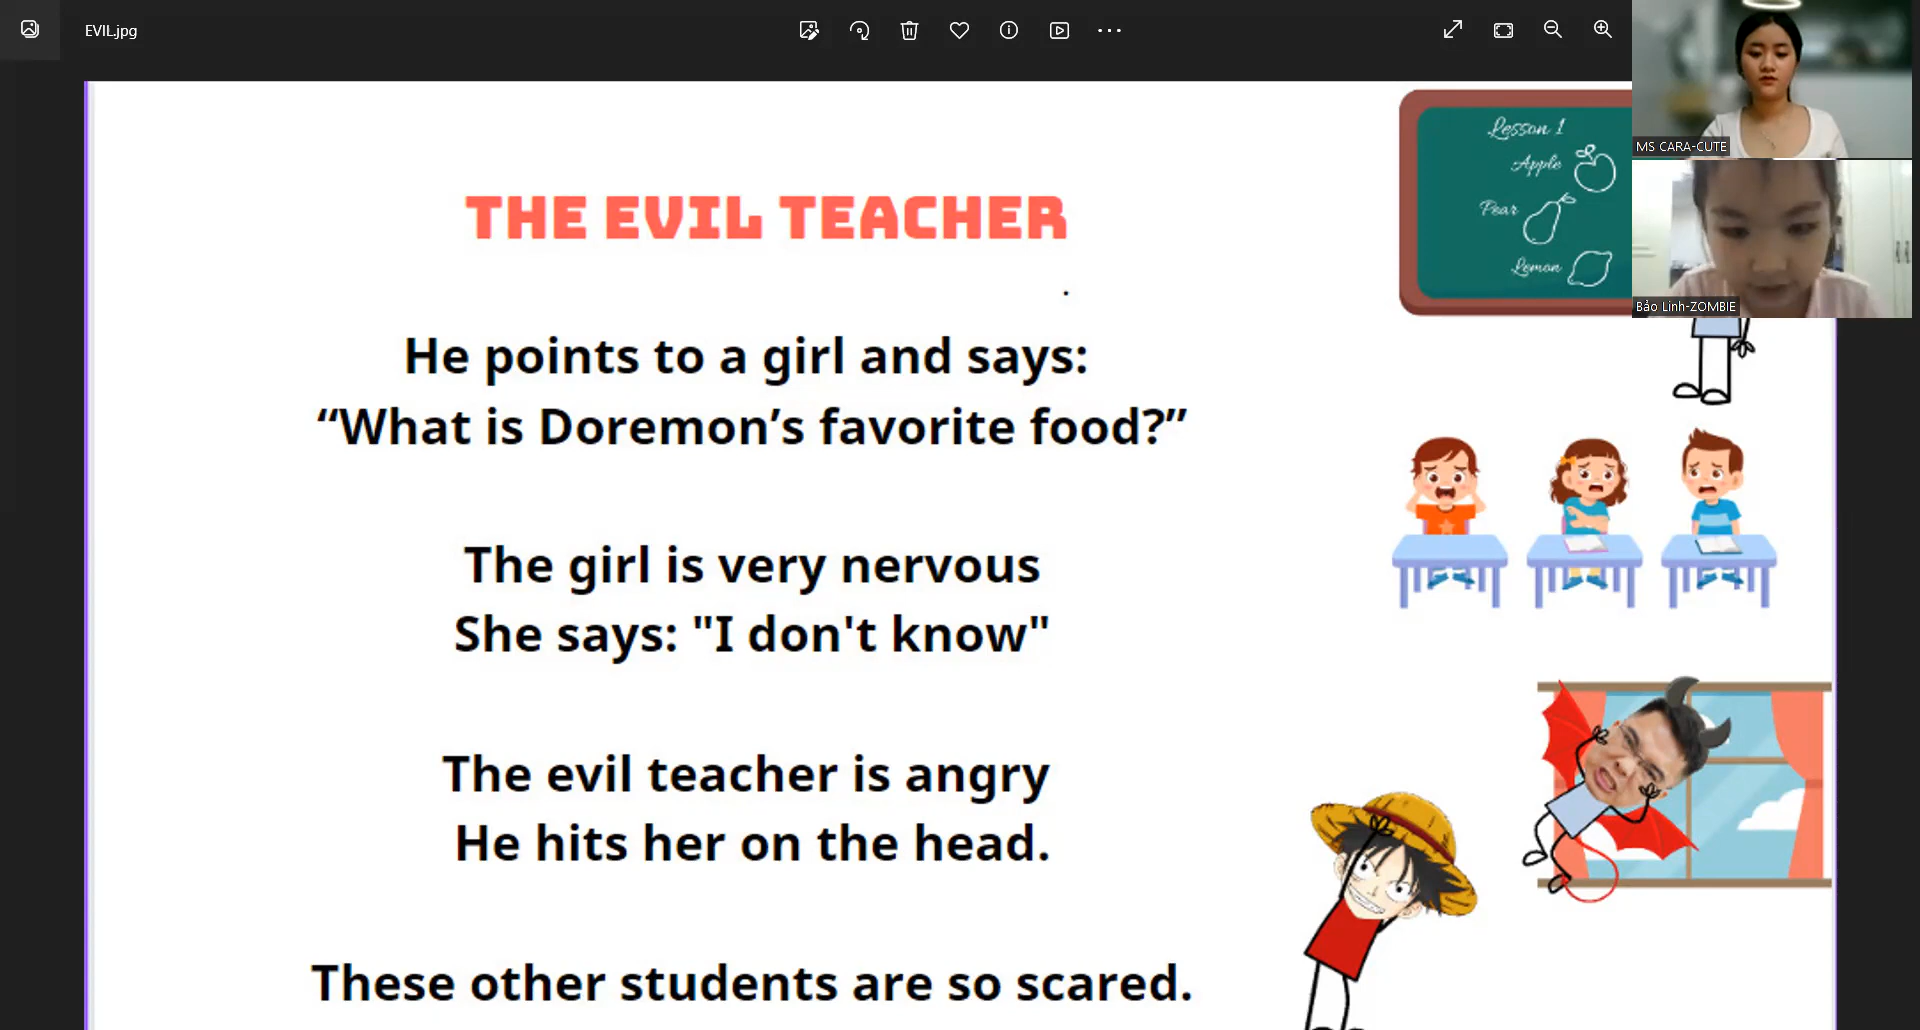 EVIL.jpg
MS CARA-CUTE
Bảo Linh-ZOMBIE
Lesson 1
Apple
Pear
Lemon
THE EVIL TEACHER
.
He points to a girl and says:
“What is Doremon’s favorite food?”
The girl is very nervous
She says: "I don't know"
The evil teacher is angry
He hits her on the head.
These other students are so scared.